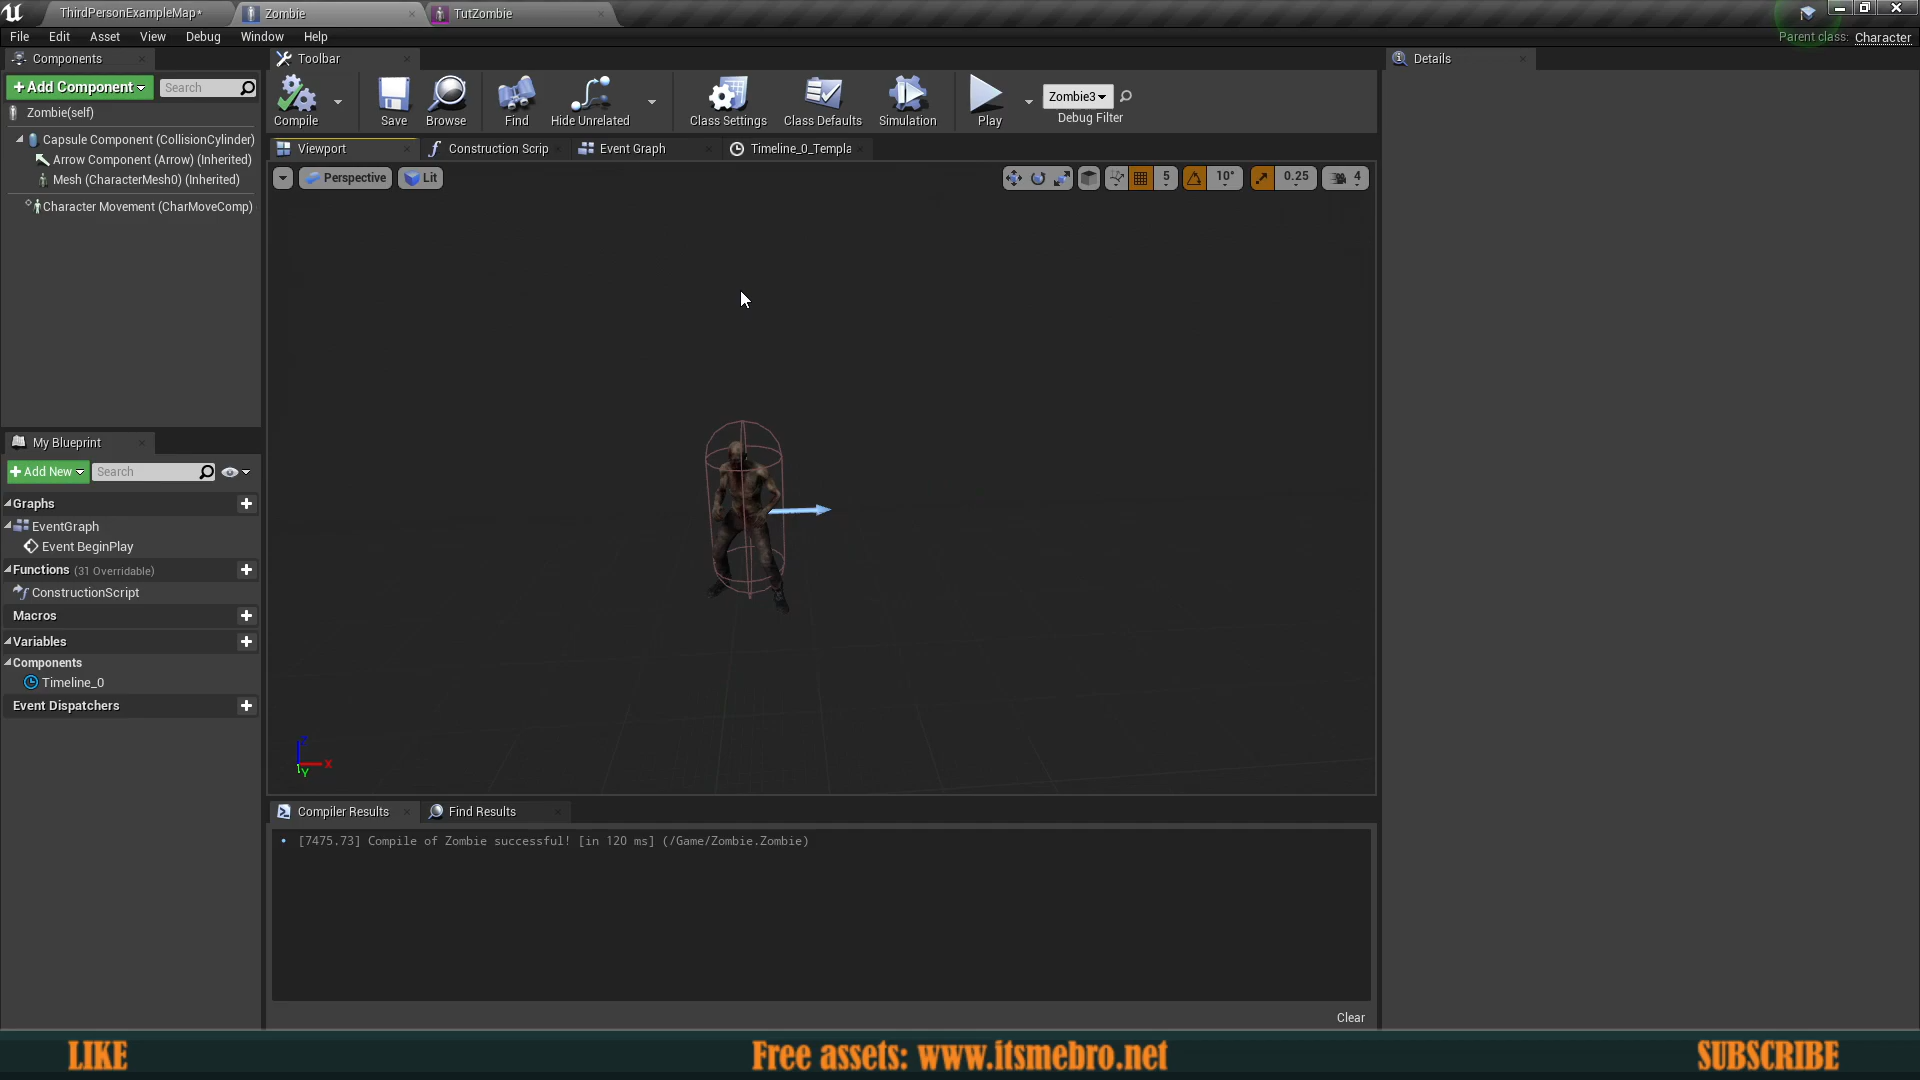 ThirdPersonExampleMap*
Zombie
TutZombie
File Edit Asset View Debug Window Help
Parent class: Character
Components
Toolbar
Details
+Add Component
Search
Zombie(self)
Capsule Component (CollisionCylinder)
Arrow Component (Arrow) (Inherited)
Mesh (CharacterMesh0) (Inherited)
Character Movement (CharMoveComp)
Compile
Save
Browse
Find
Hide Unrelated
Class Settings
Class Defaults
Simulation
Play
Zombie3
Debug Filter
Viewport
Construction Scrip
Event Graph
Timeline_0_Templa
Perspective
Lit
5
10°
0.25
4
My Blueprint
+Add New
Search
Graphs
EventGraph
Event BeginPlay
Functions (31 Overridable)
ConstructionScript
Macros
Variables
Components
Timeline_0
Event Dispatchers
Z
X
Y
Compiler Results
Find Results
[7475.73] Compile of Zombie successful! [in 120 ms] (/Game/Zombie.Zombie)
Clear
LIKE
Free assets: www.itsmebro.net
SUBSCRIBE